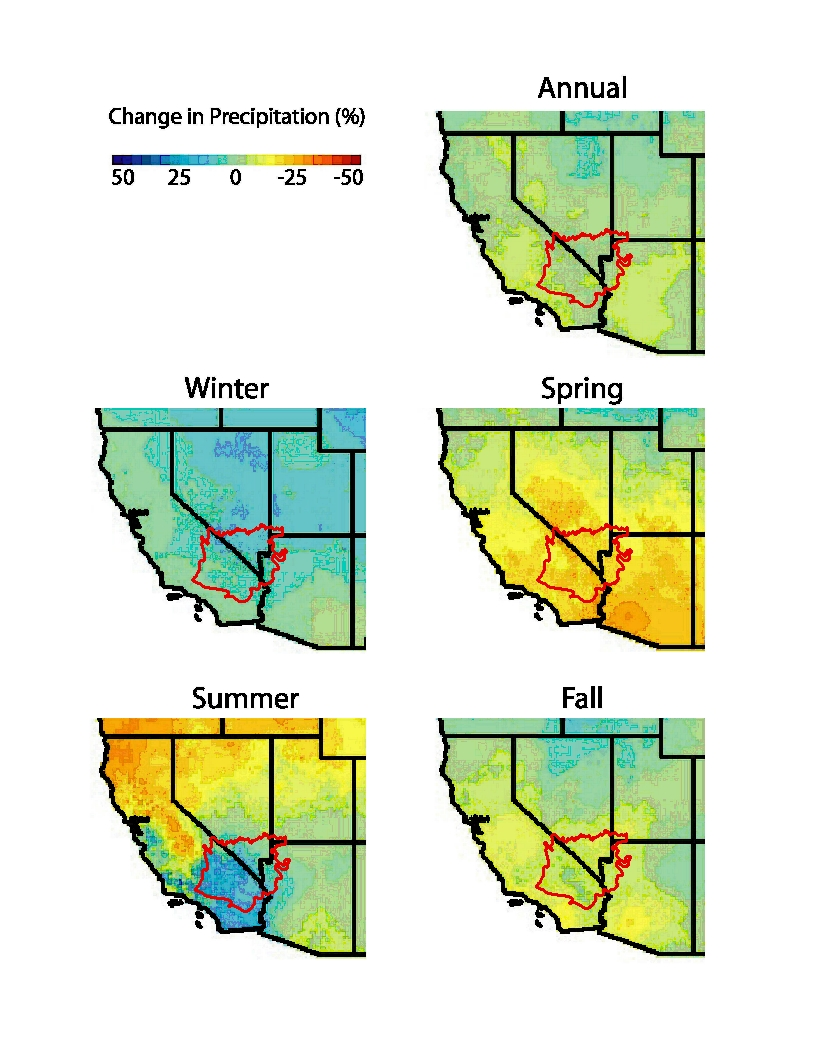 Annual
Change in Precipitation (%)
50 25 0 -25 -50
Winter
Spring
Summer
Fall